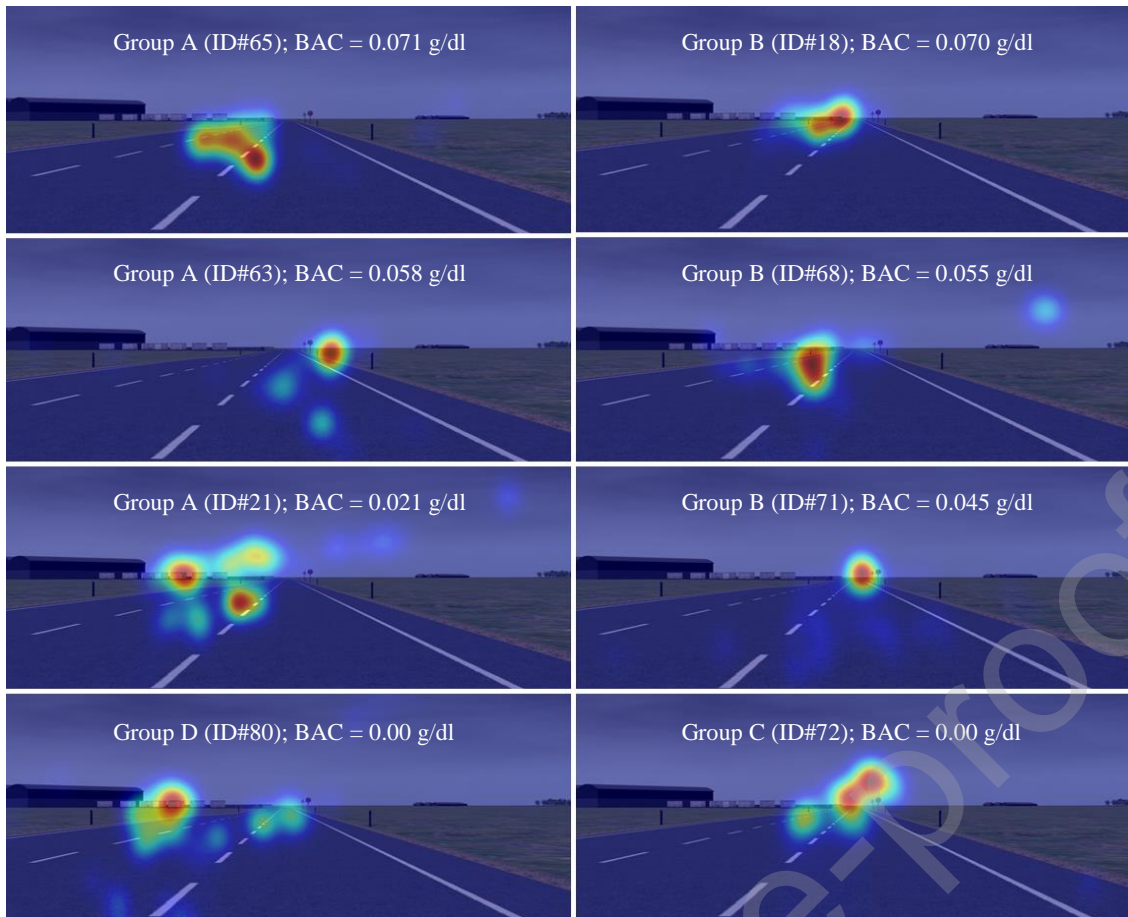 Group A (ID#65); BAC = 0.071 g/dl
Group B (ID#18); BAC = 0.070 g/dl
Group A (ID#63); BAC = 0.058 g/dl
Group B (ID#68); BAC = 0.055 g/dl
Group A (ID#21); BAC = 0.021 g/dl
Group B (ID#71); BAC = 0.045 g/dl
Group D (ID#80); BAC = 0.00 g/dl
Group C (ID#72); BAC = 0.00 g/dl
e-proof